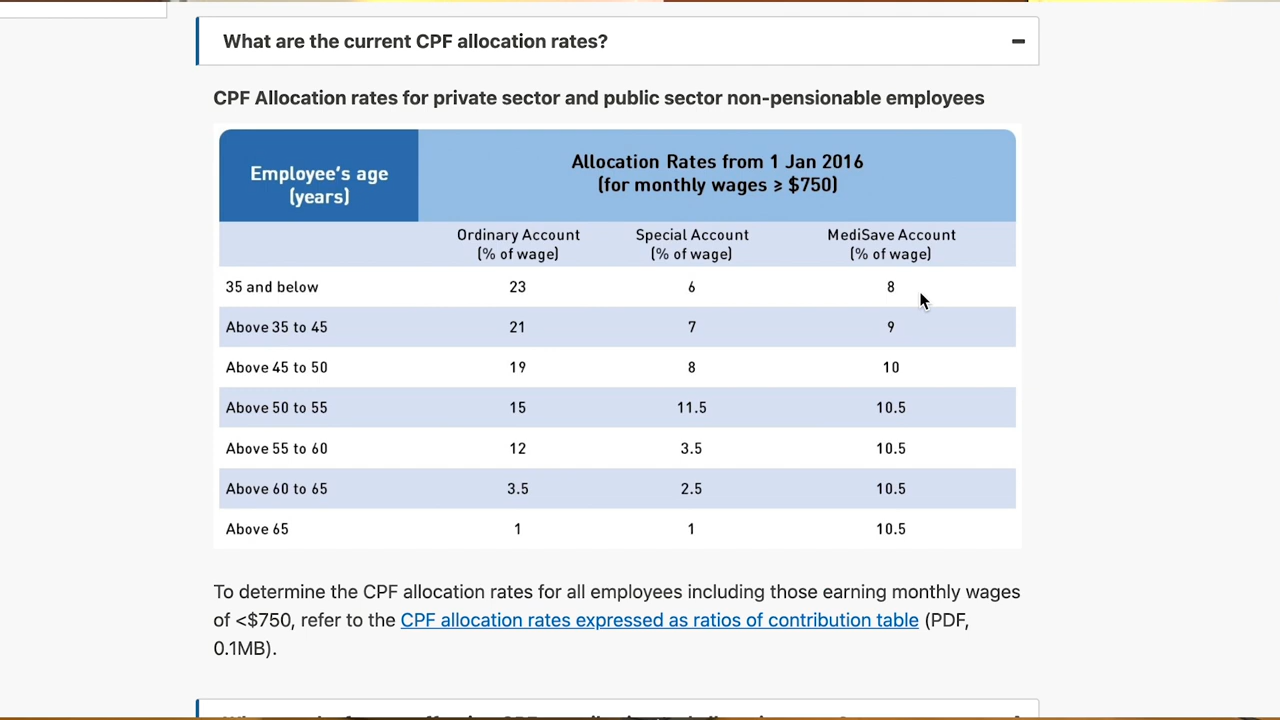 What are the current CPF allocation rates?
CPF Allocation rates for private sector and public sector non-pensionable employees
Employee's age
(years)
Allocation Rates from 1 Jan 2016
(for monthly wages ≥ $750)
Ordinary Account
(% of wage)
Special Account
(% of wage)
MediSave Account
(% of wage)
35 and below 23 6 8
Above 35 to 45 21 7 9
Above 45 to 50 19 8 10
Above 50 to 55 15 11.5 10.5
Above 55 to 60 12 3.5 10.5
Above 60 to 65 3.5 2.5 10.5
Above 65 1 1 10.5
To determine the CPF allocation rates for all employees including those earning monthly wages
of <$750, refer to the CPF allocation rates expressed as ratios of contribution table (PDF,
0.1MB).